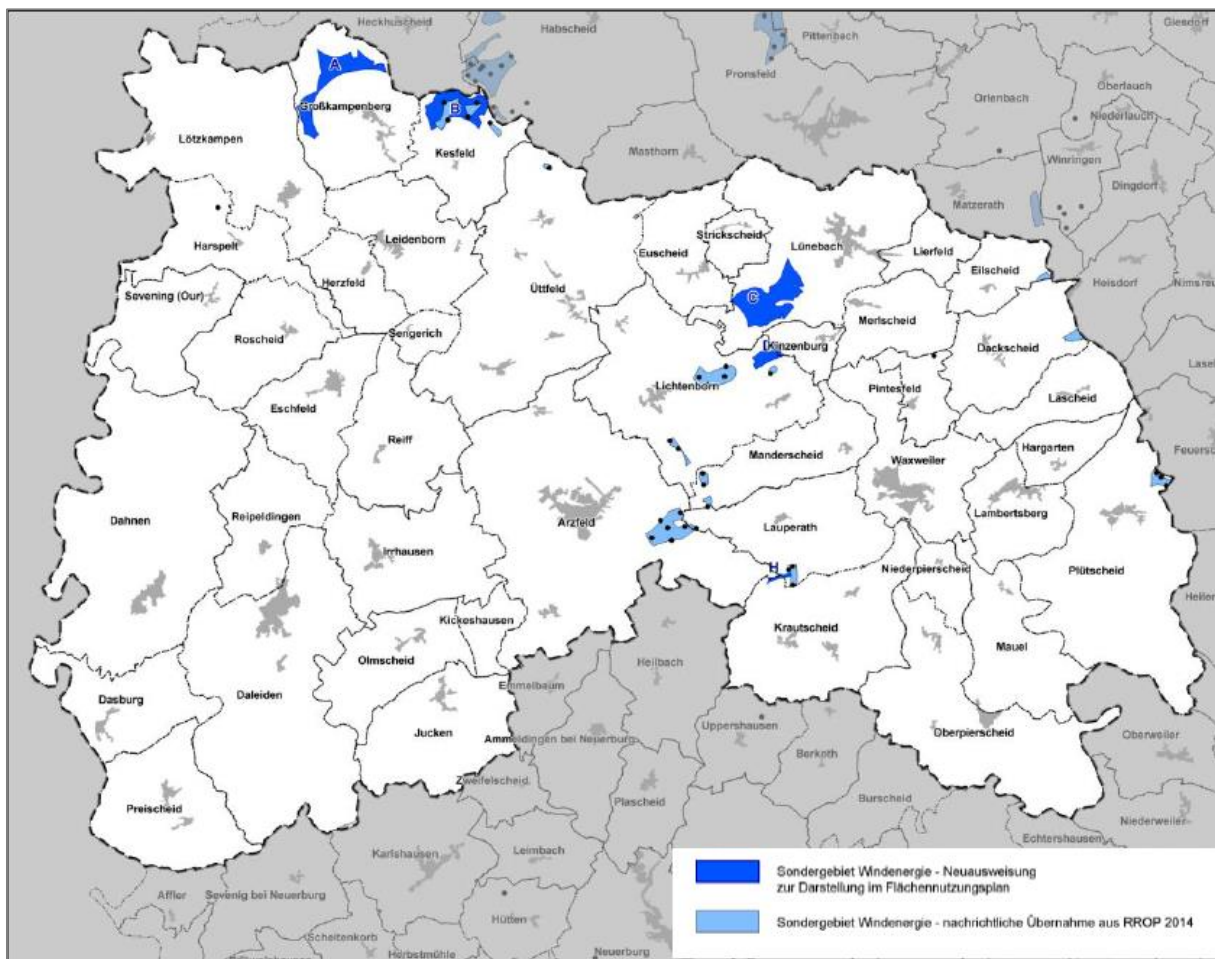 Heckhuscheid
Habscheid
Pittenbach
Giesdorf
A
Pronsfeld
Großkampenberg
B
Orlenbach
Oberlauch
Niederlauch
Lötzkampen
Kesfeld
Masthorn
Winringen
Dingdorf
Matzerath
Strickscheid
Harspelt
Leidenborn
Euscheid
Lünebach
Lierfeld
Eilscheid
Heisdorf
Herzfeld
Üttfeld
Sevening (Our)
C
Merlscheid
Roscheid
Sengerich
Kinzenburg
Dackscheid
Lichtenborn
Pintesfeld
Lascheid
Eschfeld
Reiff
Hargarten
Manderscheid
Waxweiler
Dahnen
Reipeldingen
Arzfeld
Lauperath
Lambertsberg
Irrhausen
H
Niederpierscheid
Plütscheid
Kickeshausen
Krautscheid
Mauel
Olmscheid
Heilbach
Emmelbaum
Dasburg
Daleiden
Jucken
Ammeldingen bei Neuerburg
Uppershausen
Oberpierscheid
Berkoth
Oberweiler
Zweifelscheid
Preischeid
Plascheid
Burscheid
Niederweiler
Echtershausen
Karlshausen
Leimbach
Affler
Sevenig bei Neuerburg
Hütten
Scheitenkorb
Herbstmühle
Neuerburg
Sondergebiet Windenergie - Neuausweisung
zur Darstellung im Flächennutzungsplan
Sondergebiet Windenergie - nachrichtliche Übernahme aus RROP 2014